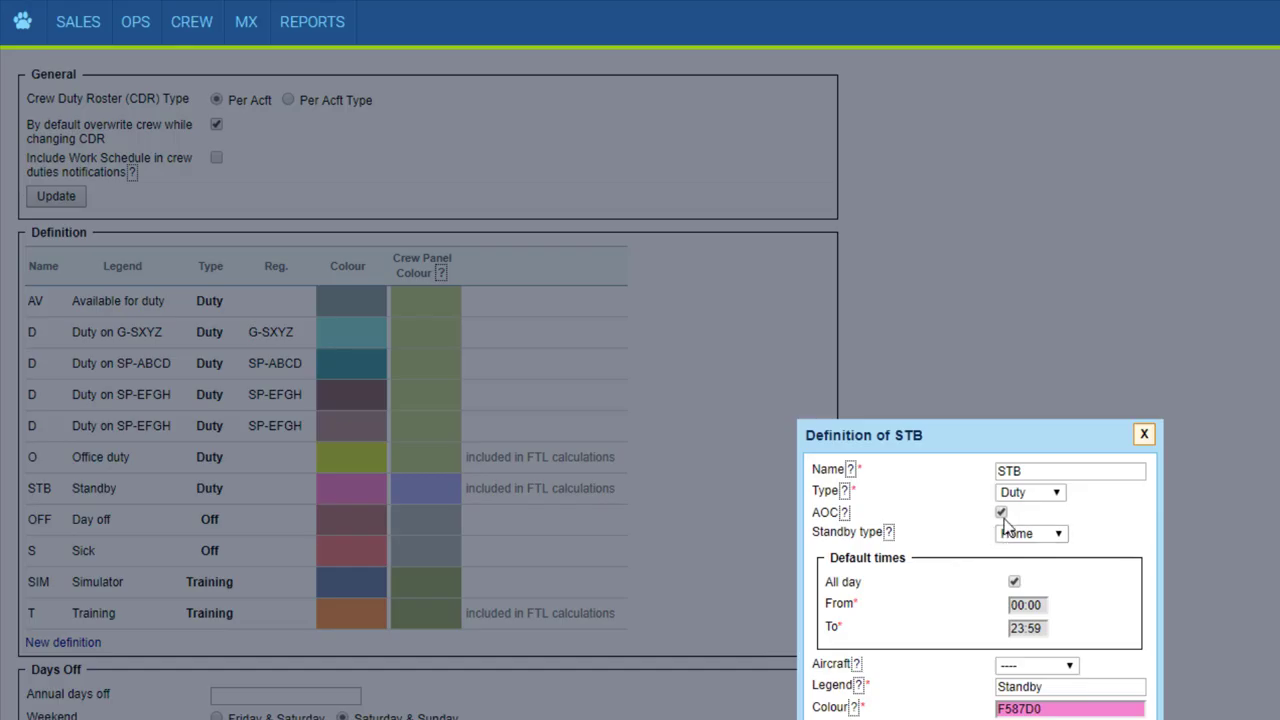 SALES OPS CREW MX REPORTS
General
Crew Duty Roster (CDR) Type Per Acft Per Acft Type
By default overwrite crew while
changing CDR
Include Work Schedule in crew
duties notifications?
Update
Definition
Name Legend Type Reg. Colour Crew Panel
Colour ?
AV Available for duty Duty
D Duty on G-SXYZ Duty G-SXYZ
D Duty on SP-ABCD Duty SP-ABCD
D Duty on SP-EFGH Duty SP-EFGH
D Duty on SP-EFGH Duty SP-EFGH
O Office duty Duty included in FTL calculations
STB Standby Duty included in FTL calculations
OFF Day off Off
S Sick Off
SIM Simulator Training
T Training Training included in FTL calculations
New definition
Days Off
Annual days off
Weekend Friday & Saturday Saturday & Sunday
Definition of STB X
Name?* STB
Type?* Duty
AOC?
Standby type? Home
Default times
All day
From* 00:00
To* 23:59
Aircraft? ----
Legend?* Standby
Colour?* F587D0